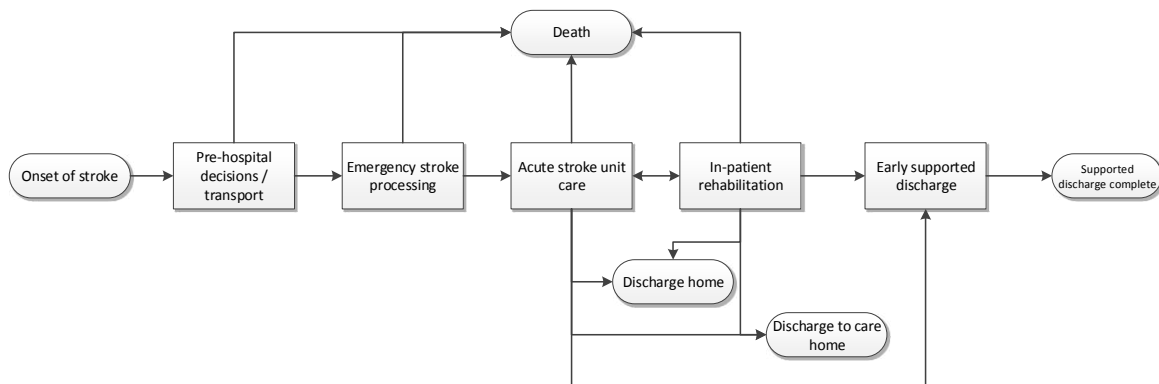 Death
Onset of stroke
Pre-hospital
decisions /
transport
Emergency stroke
processing
Acute stroke unit
care
In-patient
rehabilitation
Early supported
discharge
Supported
discharge complete
Discharge home
Discharge to care
home